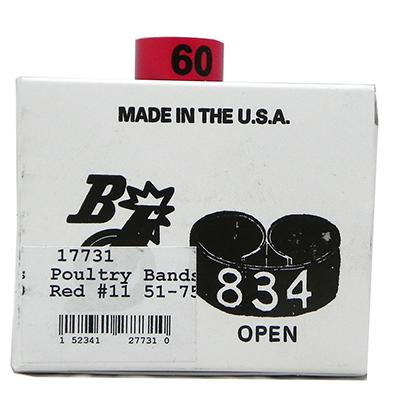 60
MADE IN THE U.S.A.
B
834
OPEN
17731
Poultry Bands
Red #11 51-75
1 52341 27731 0